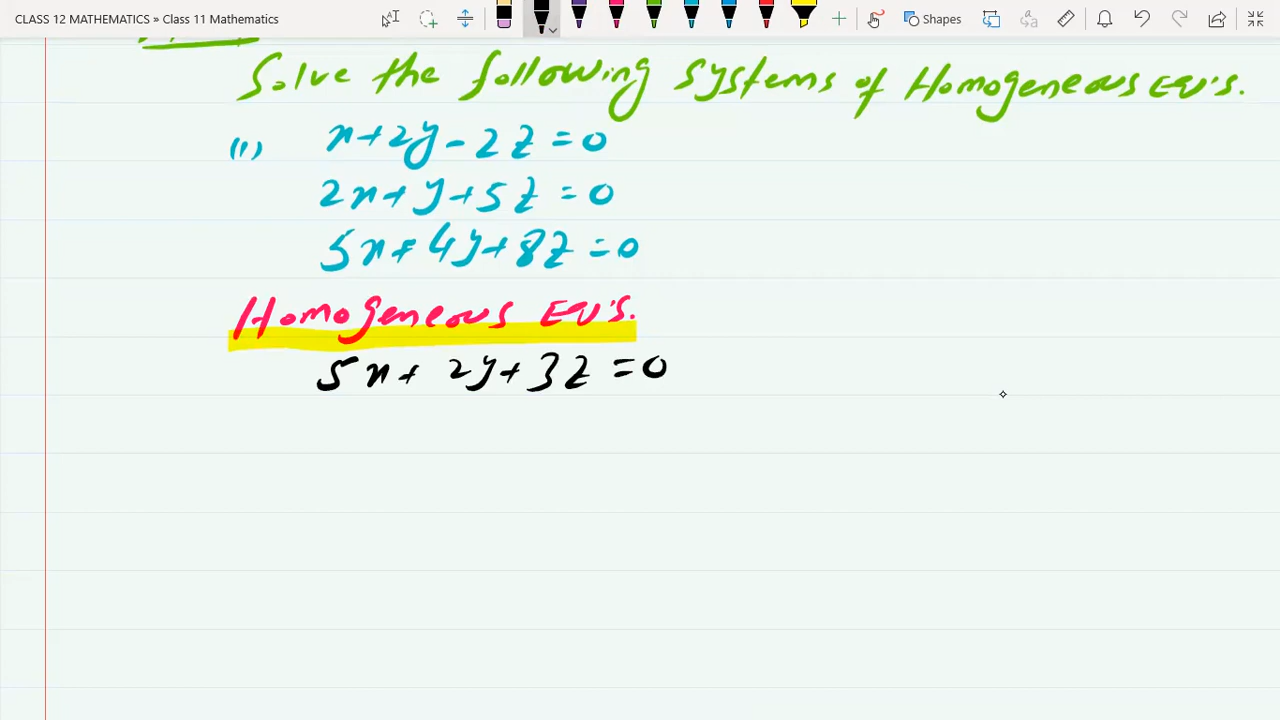 CLASS 12 MATHEMATICS » Class 11 Mathematics
Shapes
Solve the following systems of Homogeneous EQ's.
(1) x+2y-2z=0
2x+y+5z=0
5x+4y+8z=0
Homogeneous EQ's.
5x+2y+3z=0